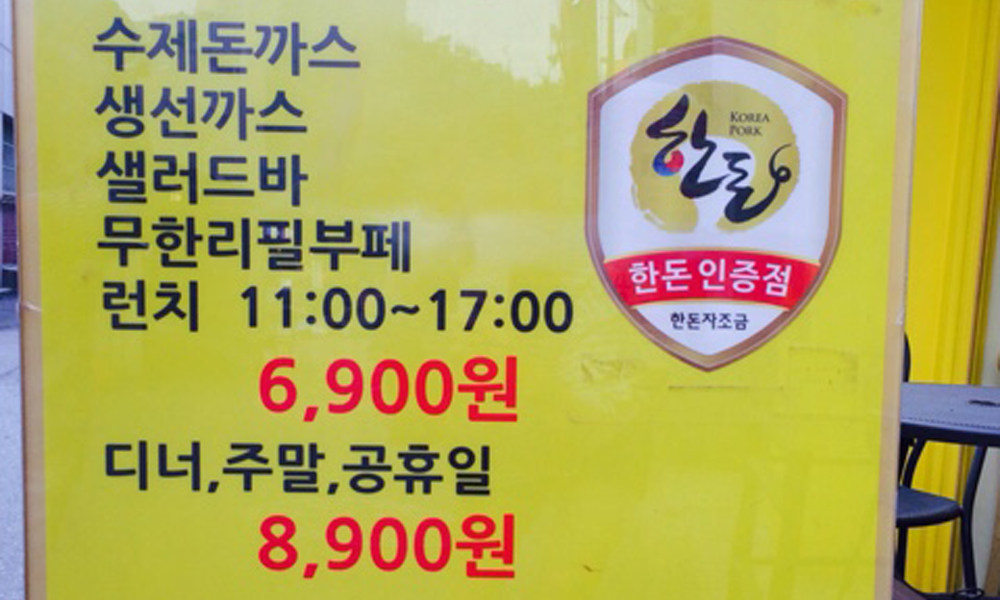 수제돈까스
생선까스
샐러드바
무한리필부페
런치 11:00~17:00
6,900원
디너,주말,공휴일
8,900원
KOREA
PORK
한돈
한돈인증점
한돈자조금